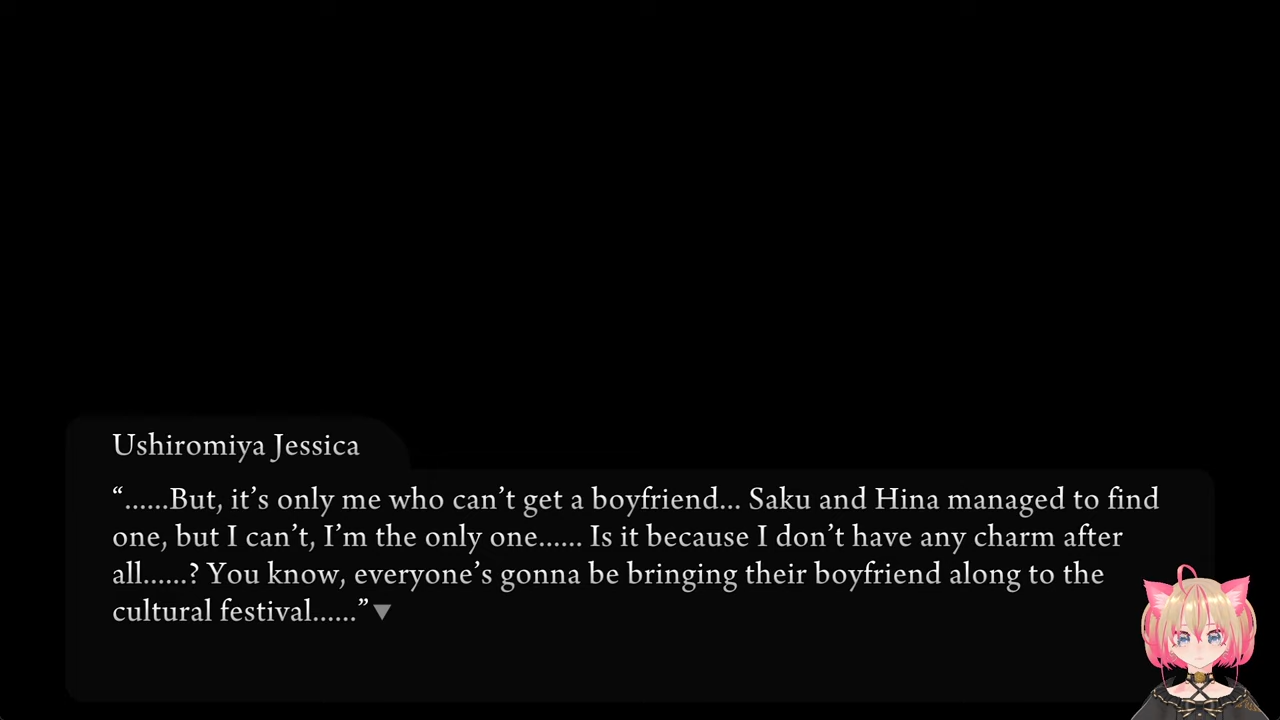 Ushiromiya Jessica
“......But, it’s only me who can’t get a boyfriend... Saku and Hina managed to find
one, but I can’t, I’m the only one...... Is it because I don’t have any charm after
all......? You know, everyone’s gonna be bringing their boyfriend along to the
cultural festival......”